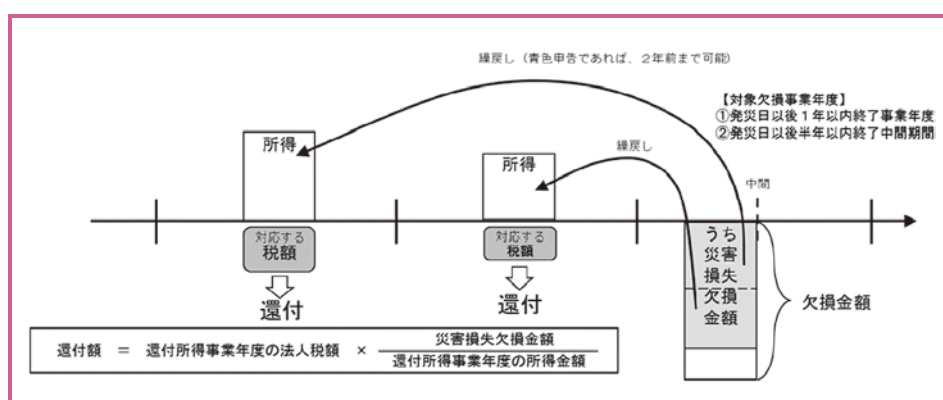 繰戻し（青色申告であれば、２年前まで可能）
【対象欠損事業年度】
①発災日以後１年以内終了事業年度
②発災日以後半年以内終了中間期間
所得
繰戻し
所得
中間
対応する
税額
対応する
税額
うち
災害
損失
欠損
金額
欠損金額
還付
還付
還付額 ＝ 還付所得事業年度の法人税額 × 災害損失欠損金額
還付所得事業年度の所得金額